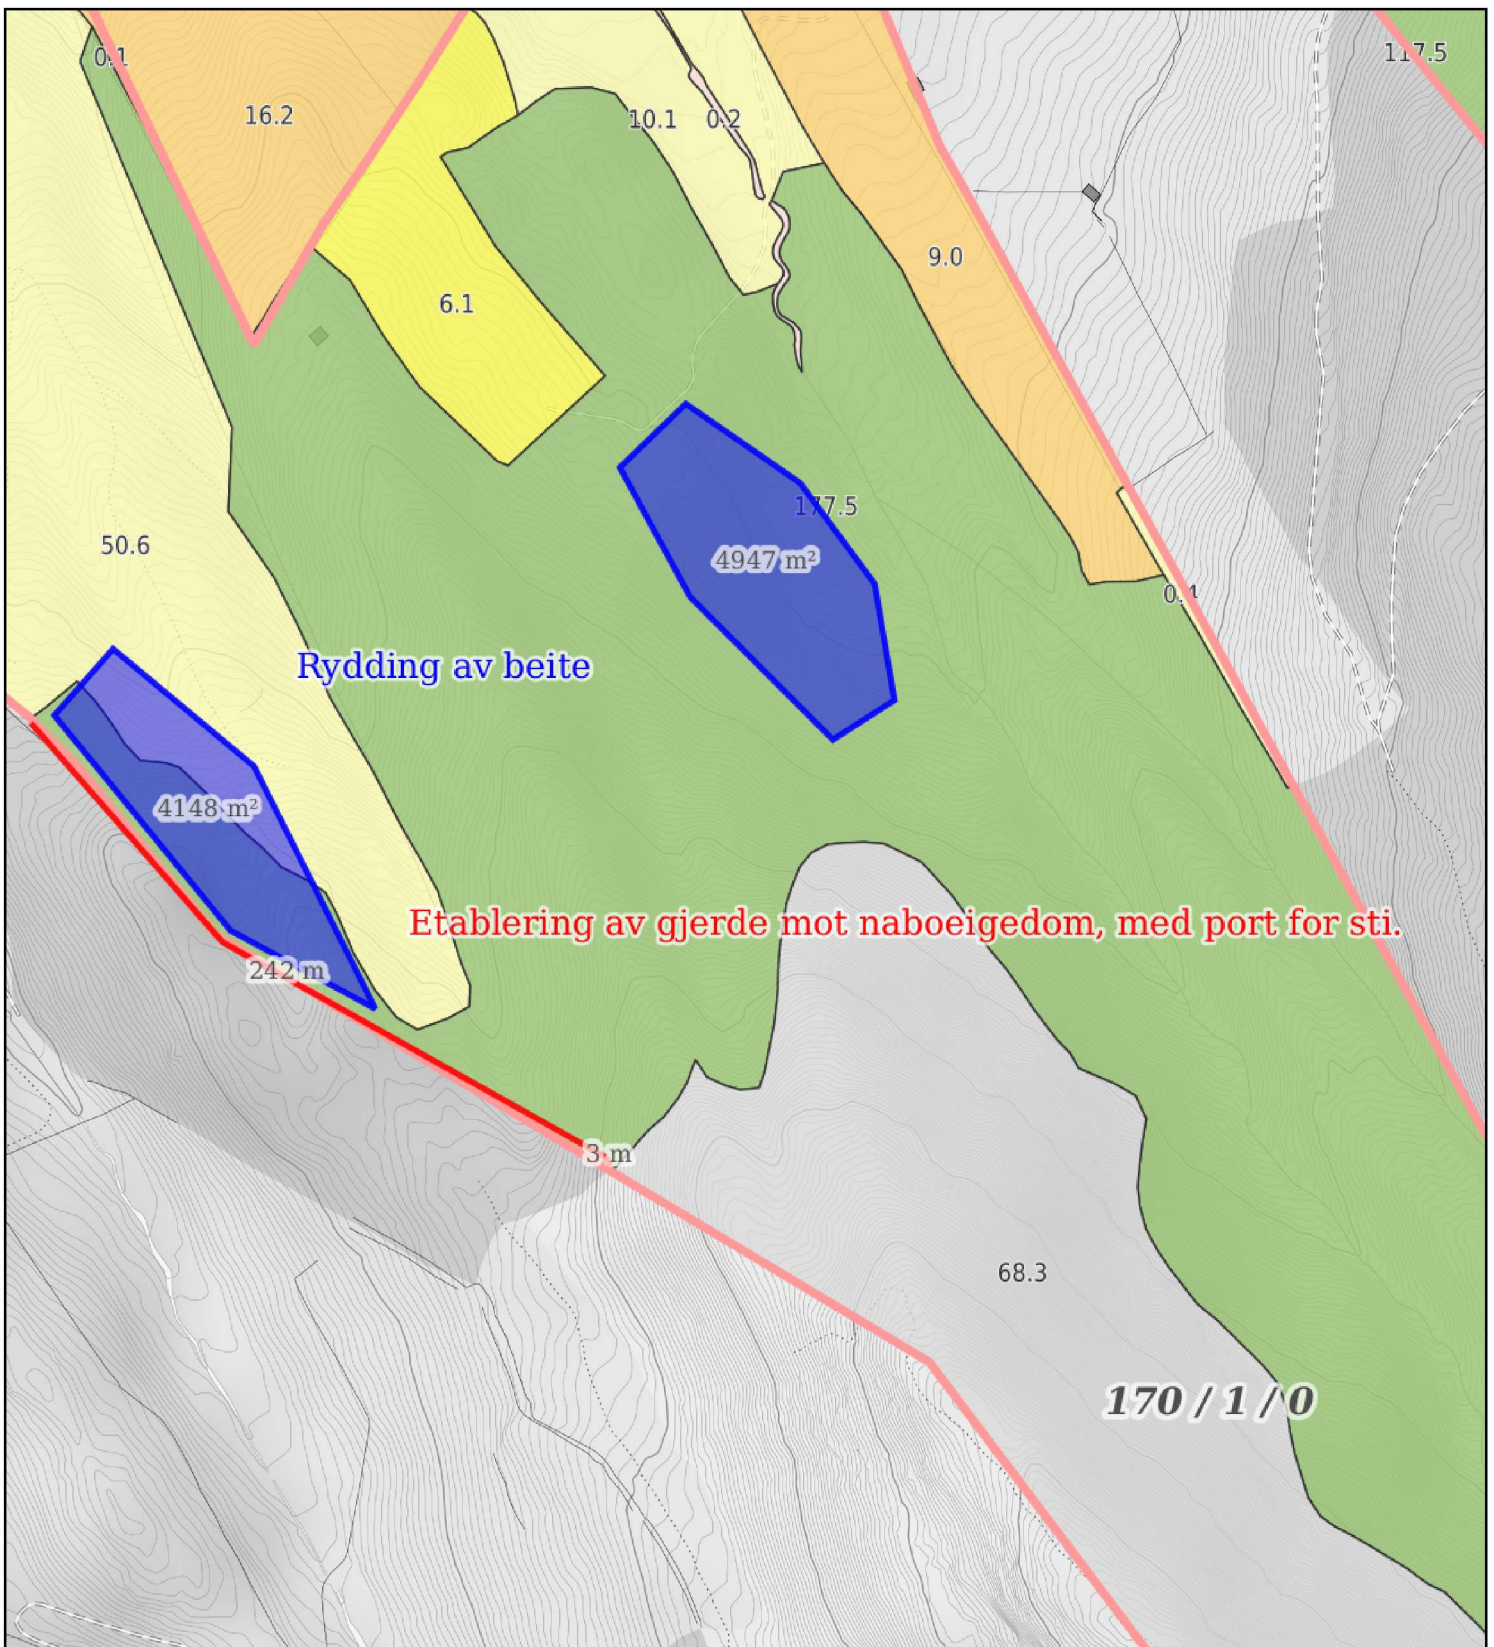 0.1
117.5
16.2
10.1
0.2
9.0
6.1
177.5
50.6
4947 m²
0.4
Rydding av beite
4148 m²
Etablering av gjerde mot naboeigedom, med port for sti.
242 m
3 m
68.3
170 / 1 / 0